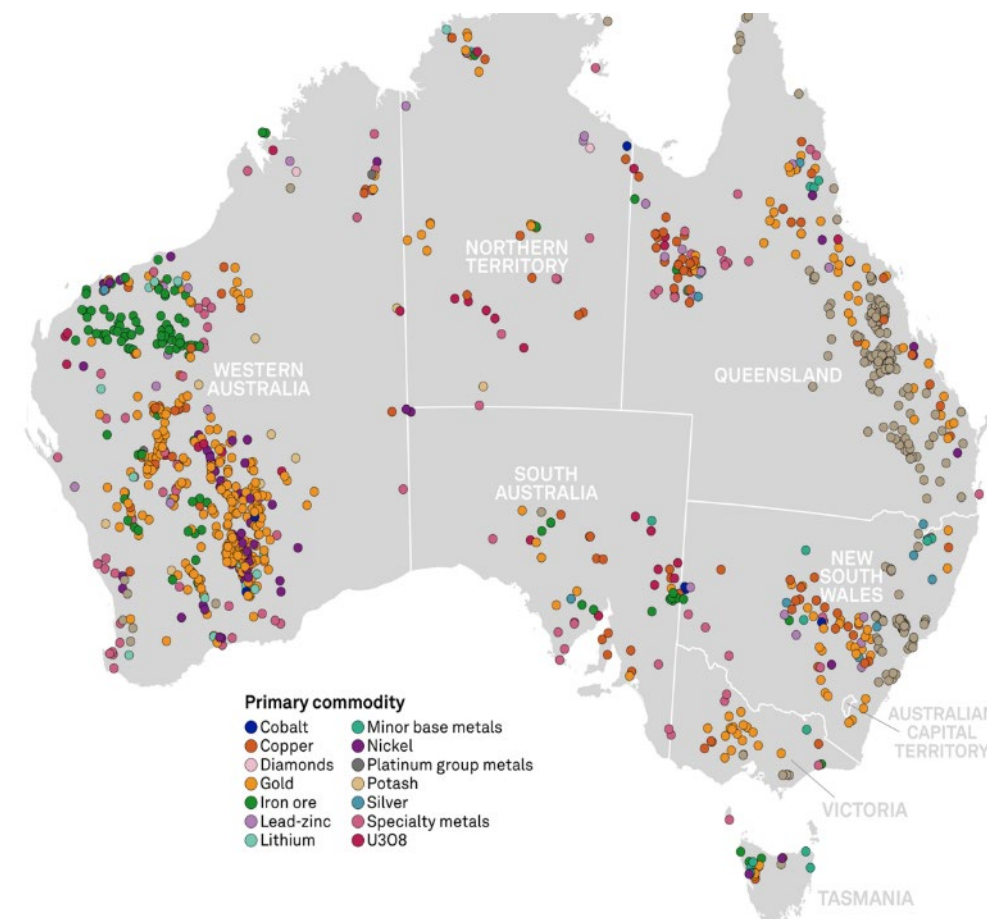 NORTHERN
TERRITORY
WESTERN
AUSTRALIA
QUEENSLAND
SOUTH
AUSTRALIA
NEW
SOUTH
WALES
Primary commodity
Cobalt
Copper
Diamonds
Gold
Iron ore
Lead-zinc
Lithium
Minor base metals
Nickel
Platinum group metals
Potash
Silver
Specialty metals
U3O8
AUSTRALIAN
CAPITAL
TERRITORY
VICTORIA
TASMANIA